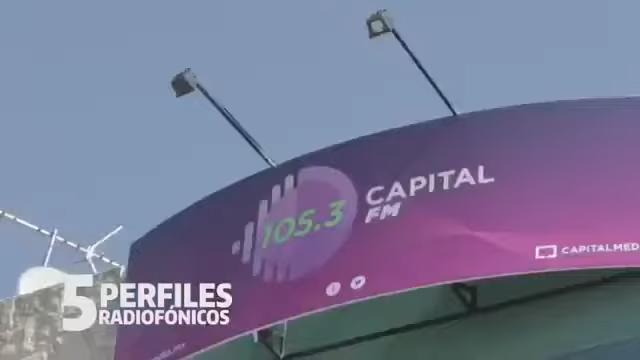 105.3
CAPITAL
FM
CAPITALMED
5 PERFILES
RADIOFÓNICOS